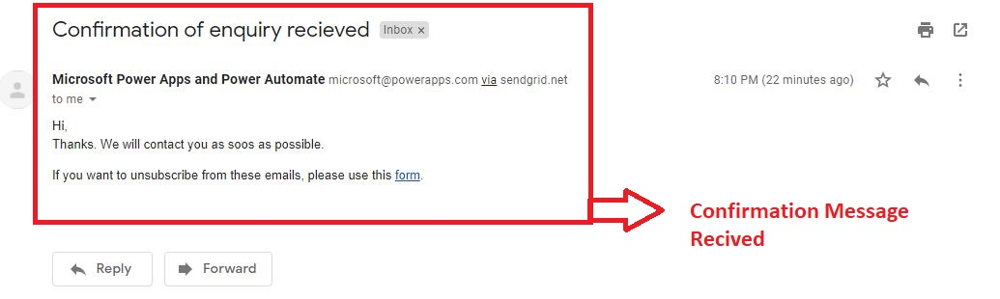 Confirmation of enquiry recieved Inbox ×
Microsoft Power Apps and Power Automate microsoft@powerapps.com via sendgrid.net 8:10 PM (22 minutes ago)
to me
Hi,
Thanks. We will contact you as soos as possible.
If you want to unsubscribe from these emails, please use this form.
Confirmation Message
Recived
Reply Forward